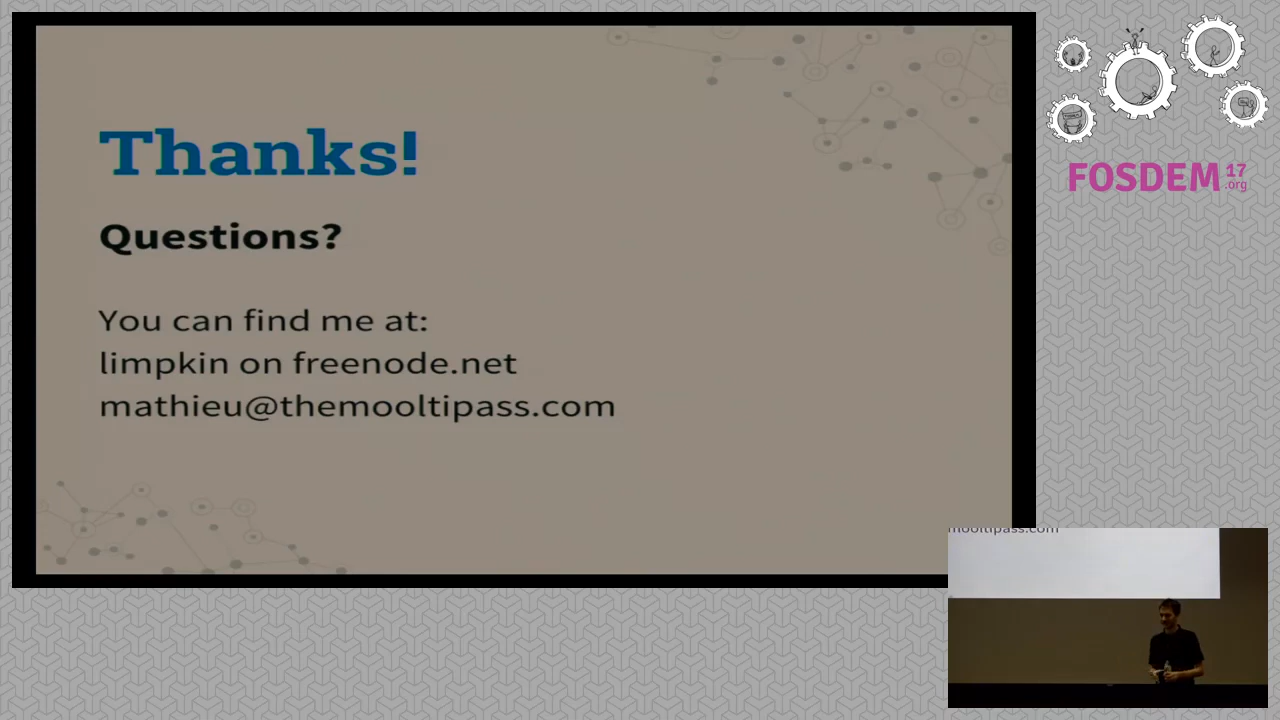 Thanks!
Questions?
You can find me at:
limpkin on freenode.net
mathieu@themooltipass.com
FOSDEM 17
.org
mooltipass.com